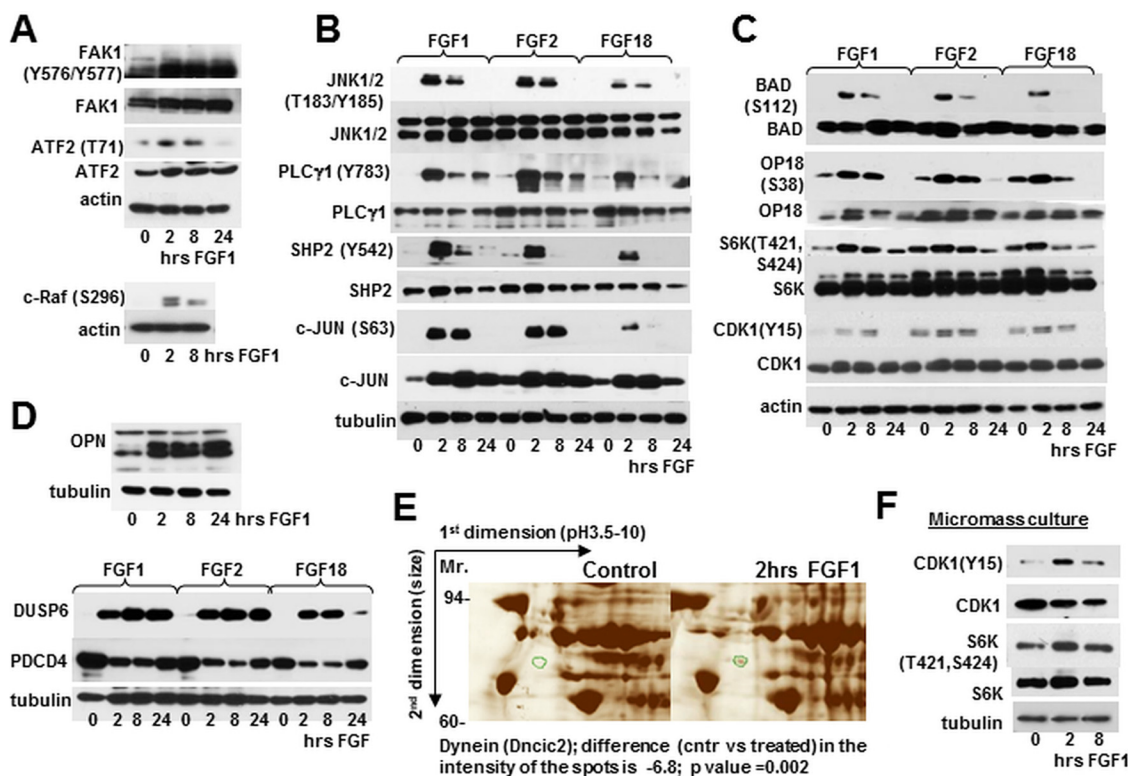 A
FAK1
(Y576/Y577)
FAK1
ATF2 (T71)
ATF2
actin
0 2 8 24
hrs FGF1
c-Raf (S296)
actin
0 2 8 hrs FGF1
B
FGF1 FGF2 FGF18
JNK1/2
(T183/Y185)
JNK1/2
PLCγ1 (Y783)
PLCγ1
SHP2 (Y542)
SHP2
c-JUN (S63)
c-JUN
tubulin
0 2 8 24 0 2 8 24 0 2 8 24
hrs FGF
C
FGF1 FGF2 FGF18
BAD
(S112)
BAD
OP18
(S38)
OP18
S6K(T421,
S424)
S6K
CDK1(Y15)
CDK1
actin
0 2 8 24 0 2 8 24 0 2 8 24
hrs FGF
D
OPN
tubulin
0 2 8 24 hrs FGF1
FGF1 FGF2 FGF18
DUSP6
PDCD4
tubulin
0 2 8 24 0 2 8 24 0 2 8 24
hrs FGF
E
1st dimension (pH3.5-10)
2nd dimension (size)
Mr.
Control 2hrs FGF1
94-
60-
Dynein (Dncic2); difference (cntr vs treated) in the
intensity of the spots is -6.8; p value =0.002
F
Micromass culture
CDK1(Y15)
CDK1
S6K
(T421,S424)
S6K
tubulin
0 2 8
hrs FGF1